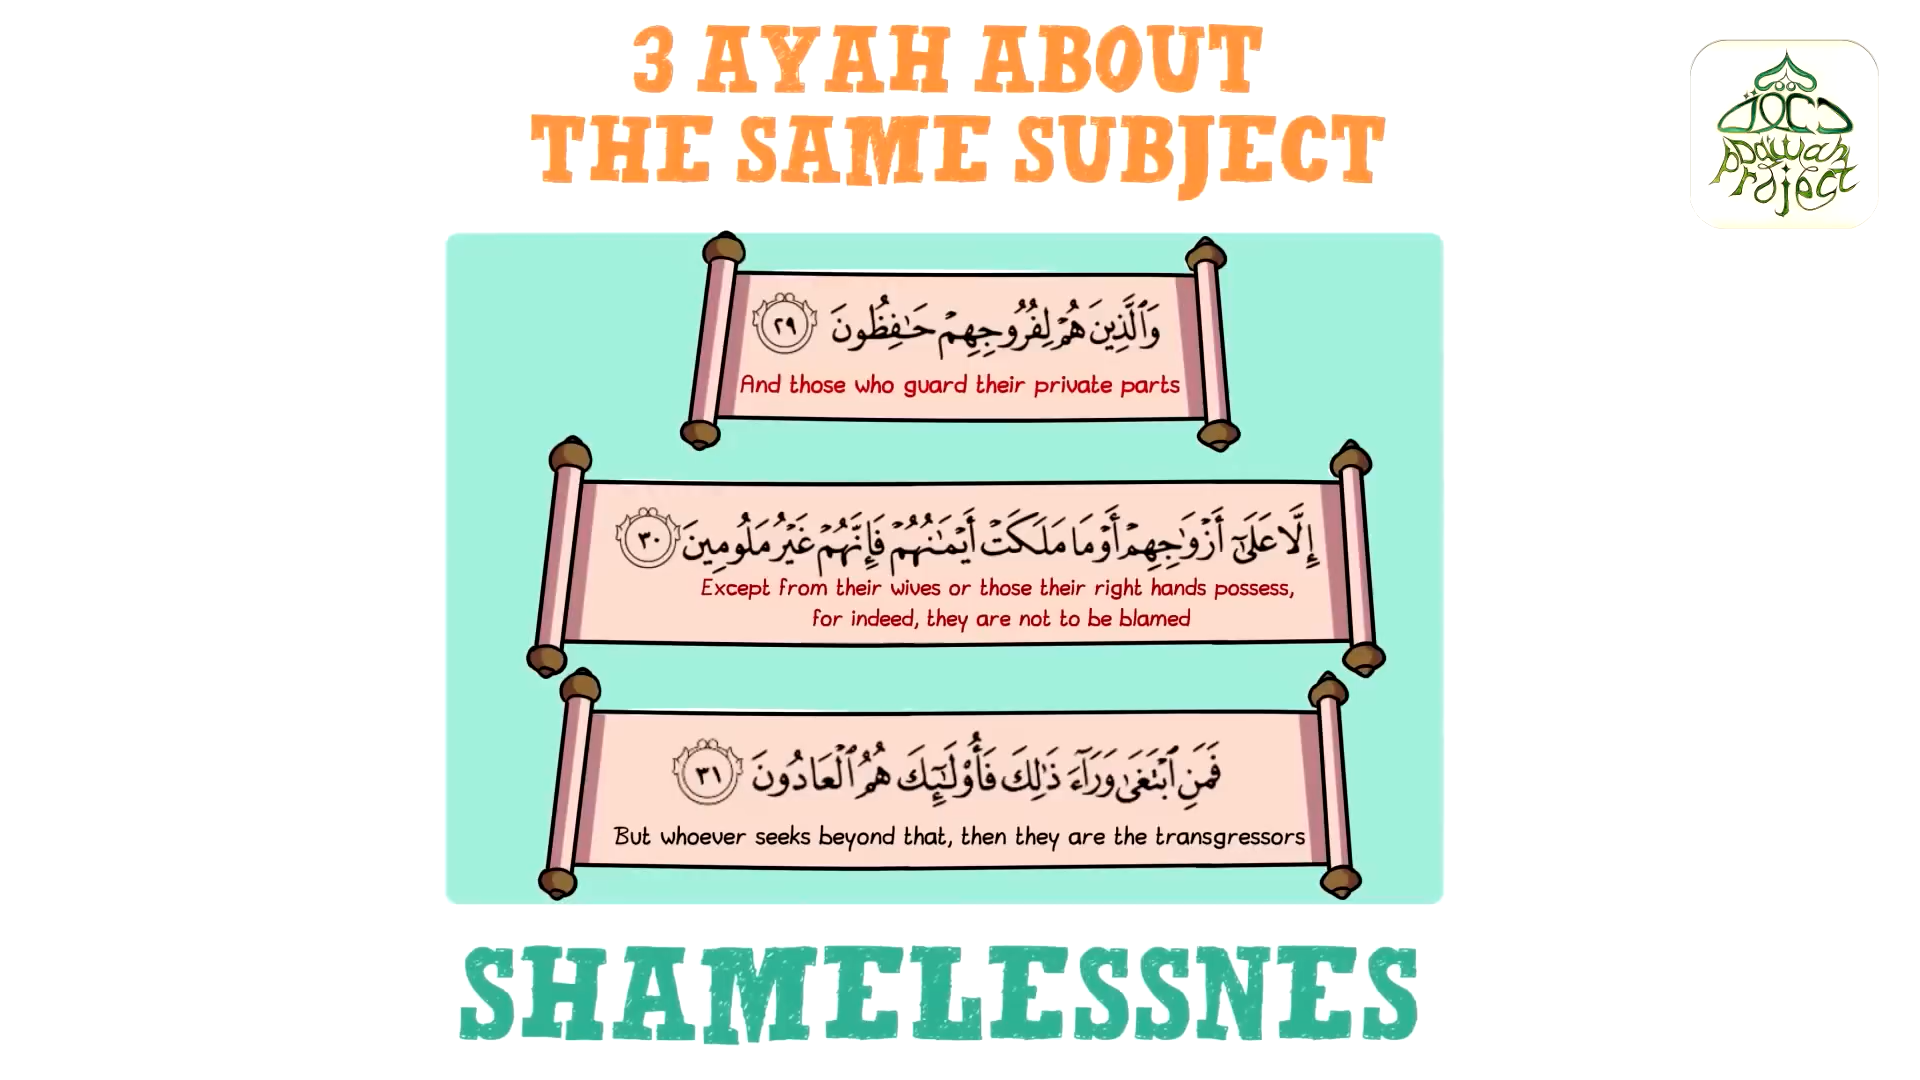 3 AYAH ABOUT
THE SAME SUBJECT
Dawah
Project
وَٱلَّذِينَ هُمْ لِفُرُوجِهِمْ حَـٰفِظُونَ ٢٩
And those who guard their private parts
إِلَّا عَلَىٰٓ أَزْوَٰجِهِمْ أَوْ مَا مَلَكَتْ أَيْمَـٰنُهُمْ فَإِنَّهُمْ غَيْرُ مَلُومِينَ ٣٠
Except from their wives or those their right hands possess,
for indeed, they are not to be blamed
فَمَنِ ٱبْتَغَىٰ وَرَآءَ ذَٰلِكَ فَأُو۟لَـٰٓئِكَ هُمُ ٱلْعَادُونَ ٣١
But whoever seeks beyond that, then they are the transgressors
SHAMELESSNES